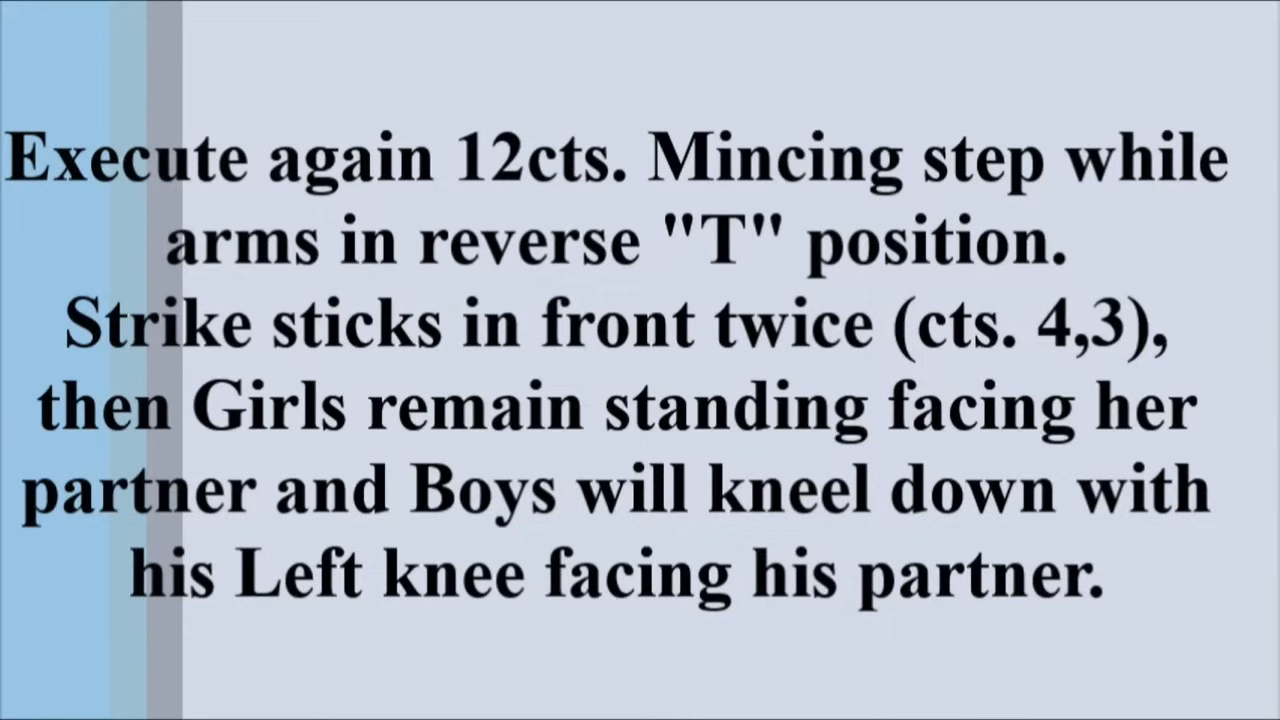 Execute again 12cts. Mincing step while
arms in reverse "T" position.
Strike sticks in front twice (cts. 4,3),
then Girls remain standing facing her
partner and Boys will kneel down with
his Left knee facing his partner.